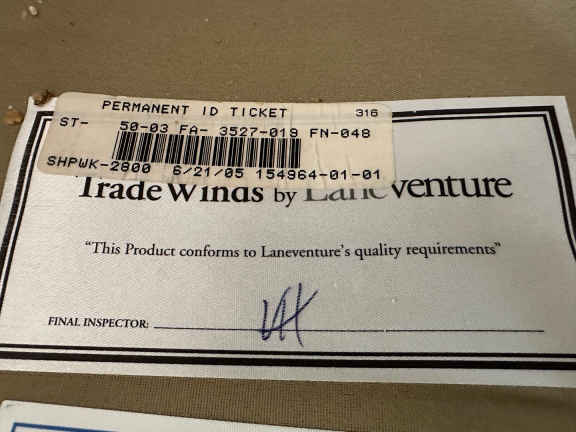 PERMANENT ID TICKET 316
ST- 50-03 FA- 3527-019 FN-048
SHPWK-2800 6/21/05 154964-01-01
TradeWinds by Laneventure
“This Product conforms to Laneventure's quality requirements”
FINAL INSPECTOR: